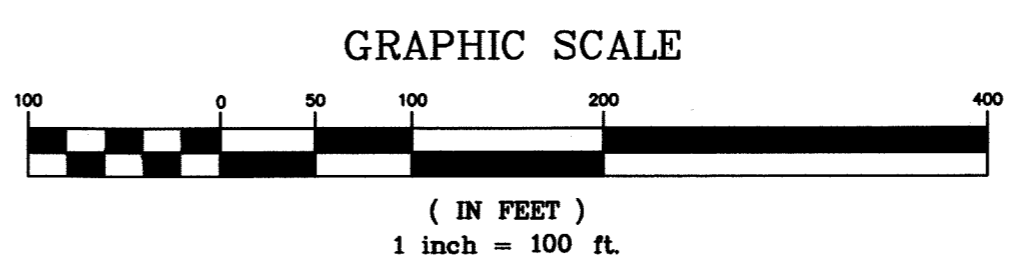 GRAPHIC SCALE
100 0 50 100 200 400
( IN FEET )
1 inch = 100 ft.